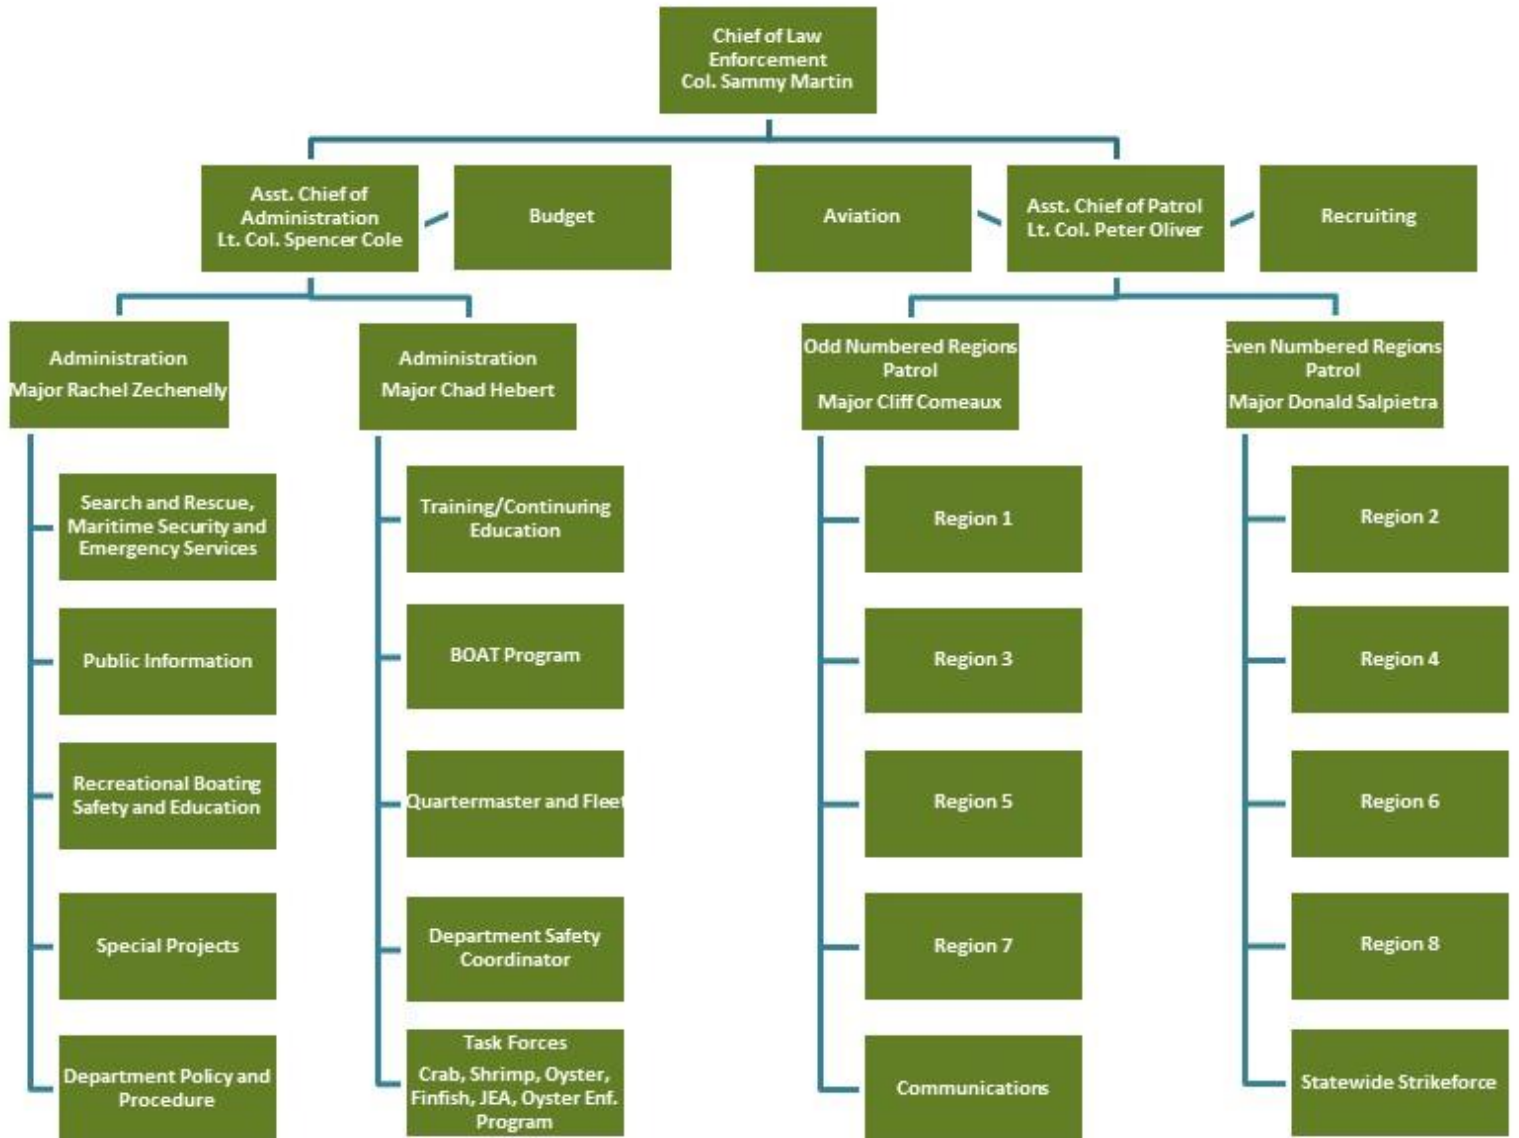 Chief of Law
Enforcement
Col. Sammy Martin
Asst. Chief of
Administration
Lt. Col. Spencer Cole
Budget
Aviation
Asst. Chief of Patrol
Lt. Col. Peter Oliver
Recruiting
Administration
Major Rachel Zechenelly
Administration
Major Chad Hebert
Odd Numbered Regions
Patrol
Major Cliff Comeaux
Even Numbered Regions
Patrol
Major Donald Salpietra
Search and Rescue,
Maritime Security and
Emergency Services
Public Information
Recreational Boating
Safety and Education
Special Projects
Department Policy and
Procedure
Training/Continuring
Education
BOAT Program
Quartermaster and Fleet
Department Safety
Coordinator
Task Forces
Crab, Shrimp, Oyster,
Finfish, JEA, Oyster Enf.
Program
Region 1
Region 3
Region 5
Region 7
Communications
Region 2
Region 4
Region 6
Region 8
Statewide Strikeforce